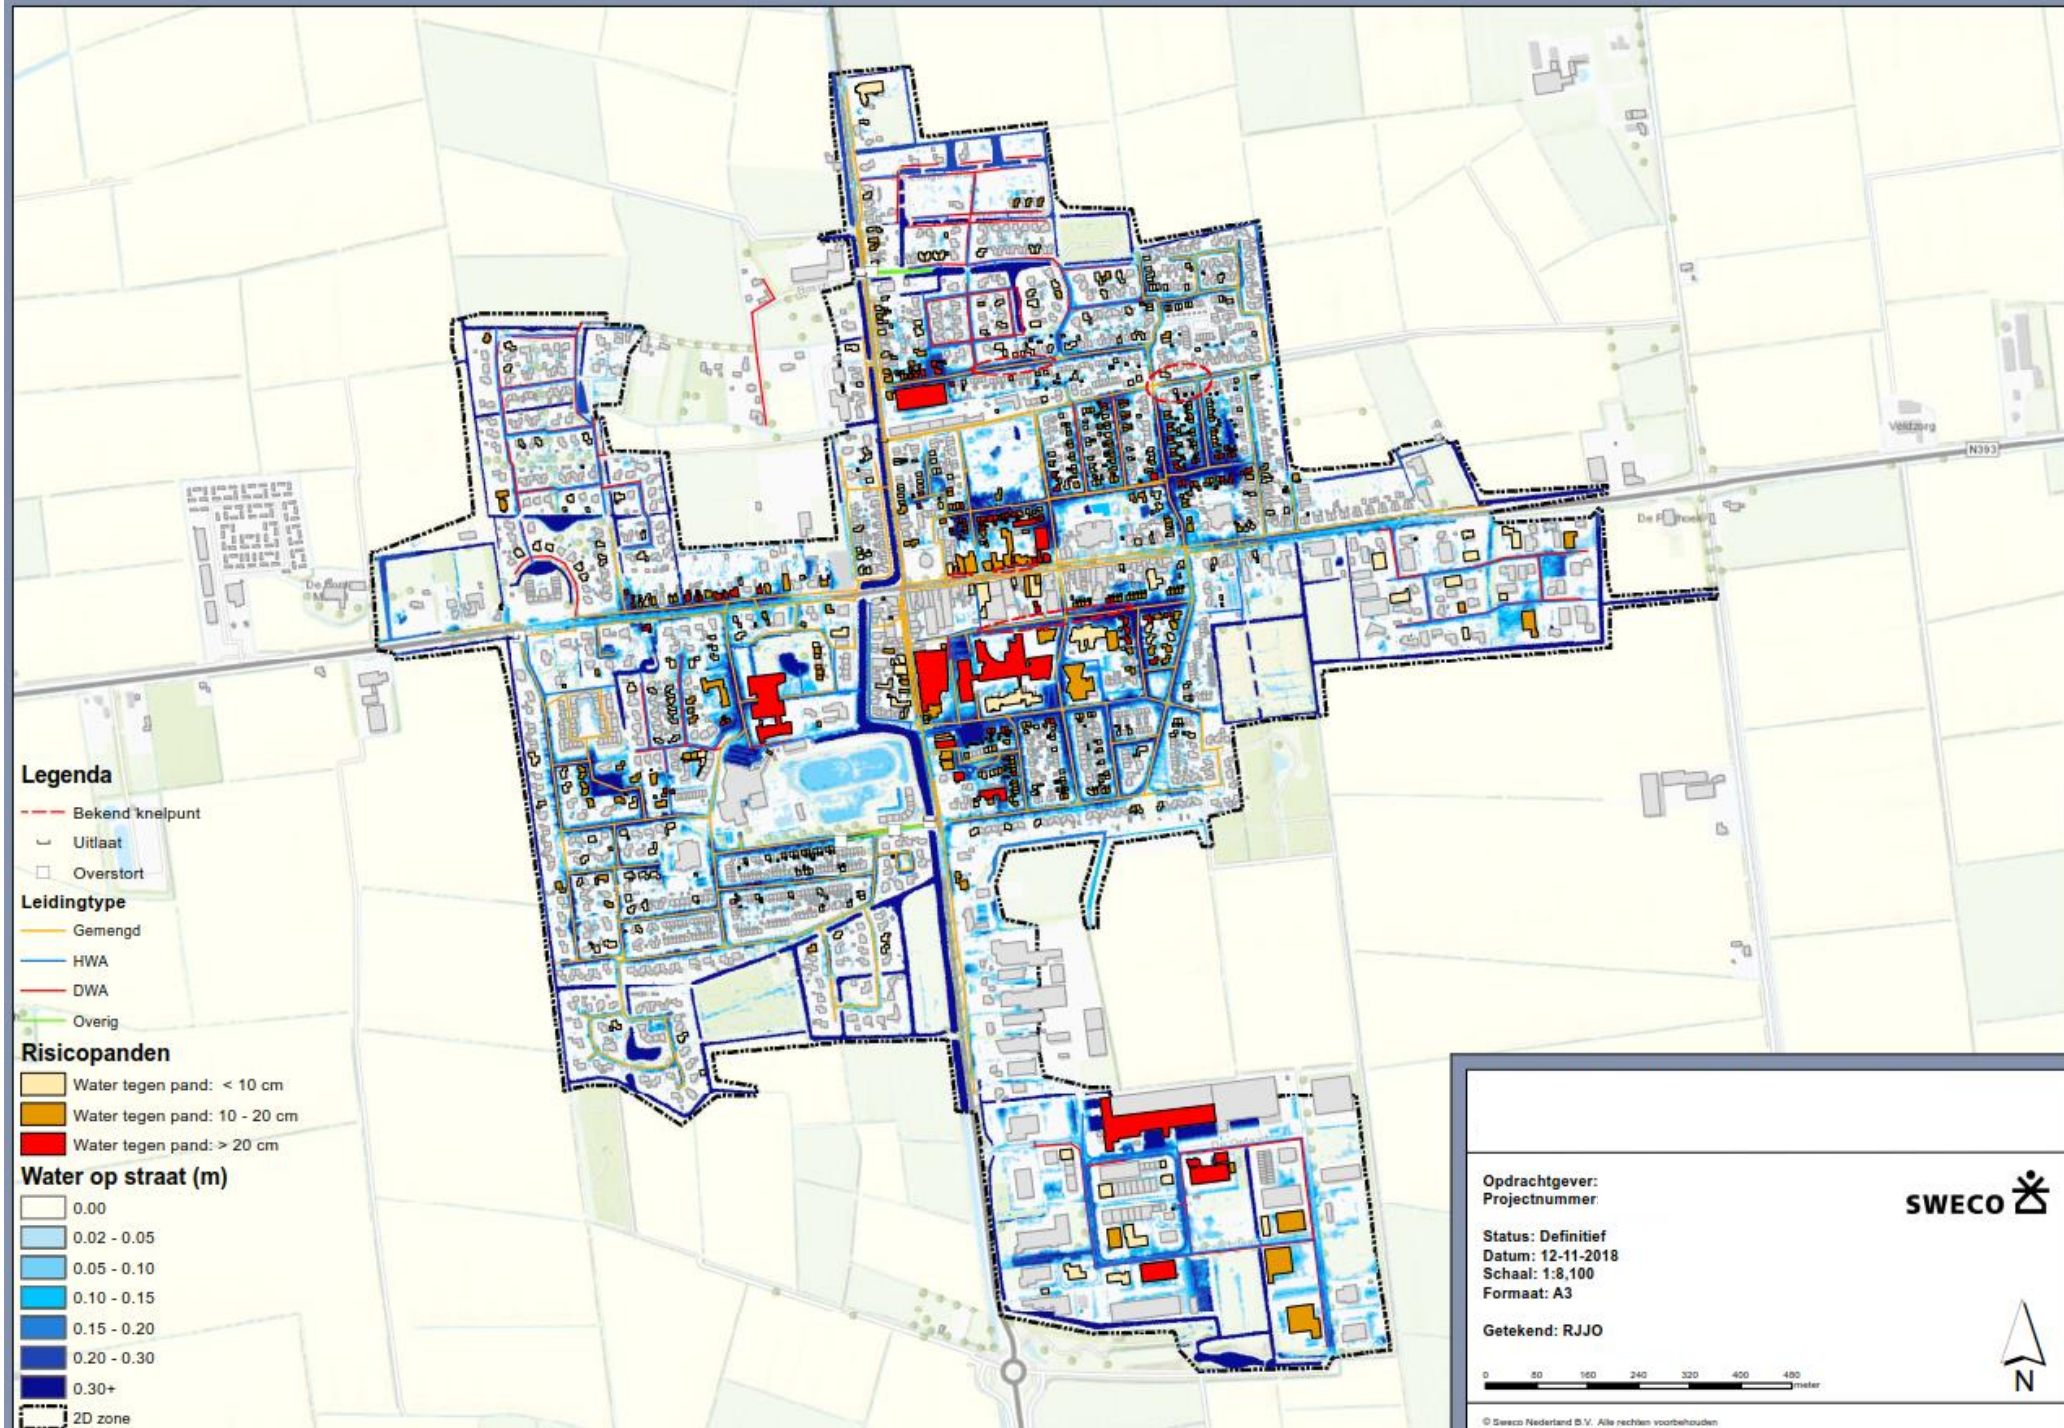 N393
Veldzorg
Legenda
Bekend knelpunt
Uitlaat
Overstort
Leidingtype
Gemengd
HWA
DWA
Overig
Risicopanden
Water tegen pand: < 10 cm
Water tegen pand: 10 - 20 cm
Water tegen pand: > 20 cm
Water op straat (m)
0.00
0.02 - 0.05
0.05 - 0.10
0.10 - 0.15
0.15 - 0.20
0.20 - 0.30
0.30+
2D zone
Opdrachtgever:
Projectnummer:
SWECO
Status: Definitief
Datum: 12-11-2018
Schaal: 1:8,100
Formaat: A3
Getekend: RJJO
0 80 160 240 320 400 480
meter
N
© Sweco Nederland B.V. Alle rechten voorbehouden